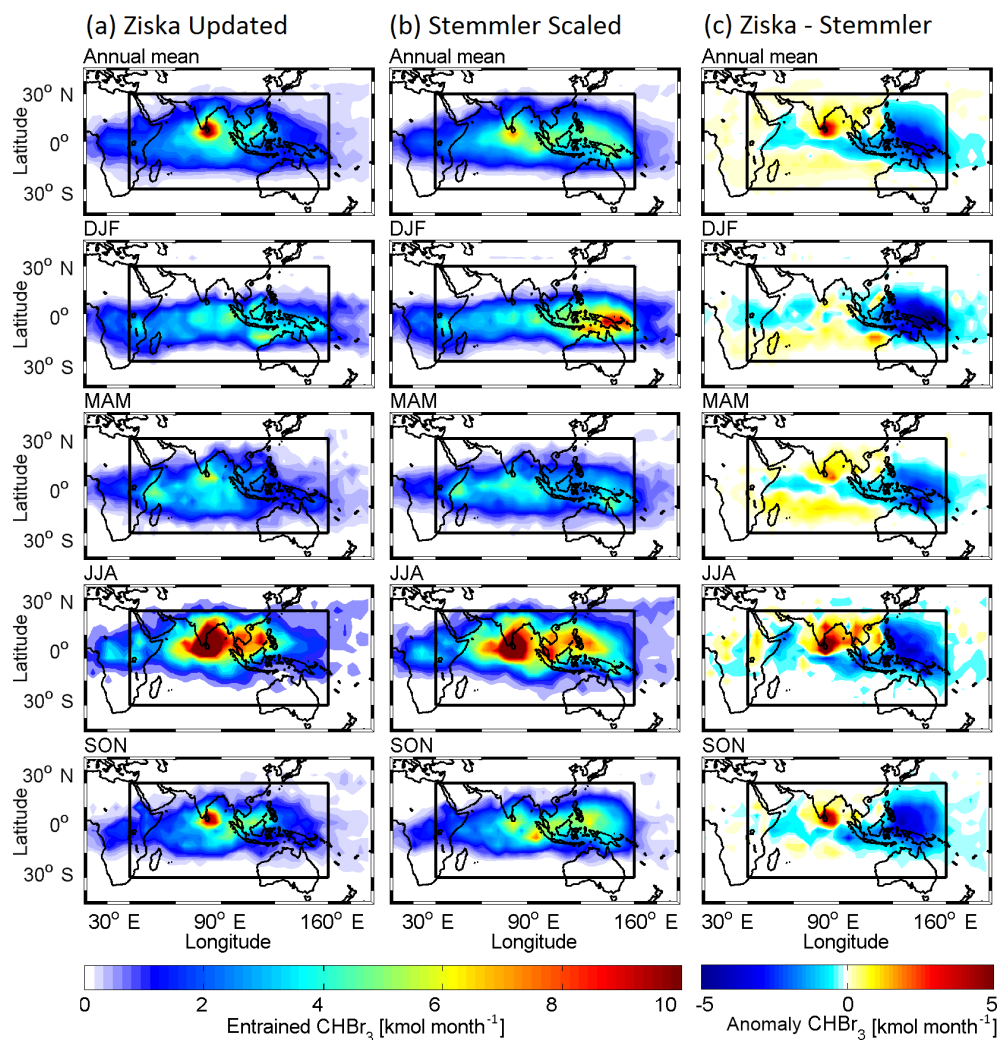 (a) Ziska Updated (b) Stemmler Scaled (c) Ziska - Stemmler
Annual mean Annual mean Annual mean
30° N
0°
30° S
Latitude
DJF DJF DJF
30° N
0°
30° S
Latitude
MAM MAM MAM
30° N
0°
30° S
Latitude
JJA JJA JJA
30° N
0°
30° S
Latitude
SON SON SON
30° N
0°
30° S
Latitude
30° E 90° E 160° E 30° E 90° E 160° E 30° E 90° E 160° E
Longitude Longitude Longitude
0 2 4 6 8 10 -5 0 5
Entrained CHBr3 [kmol month-1] Anomaly CHBr3 [kmol month-1]